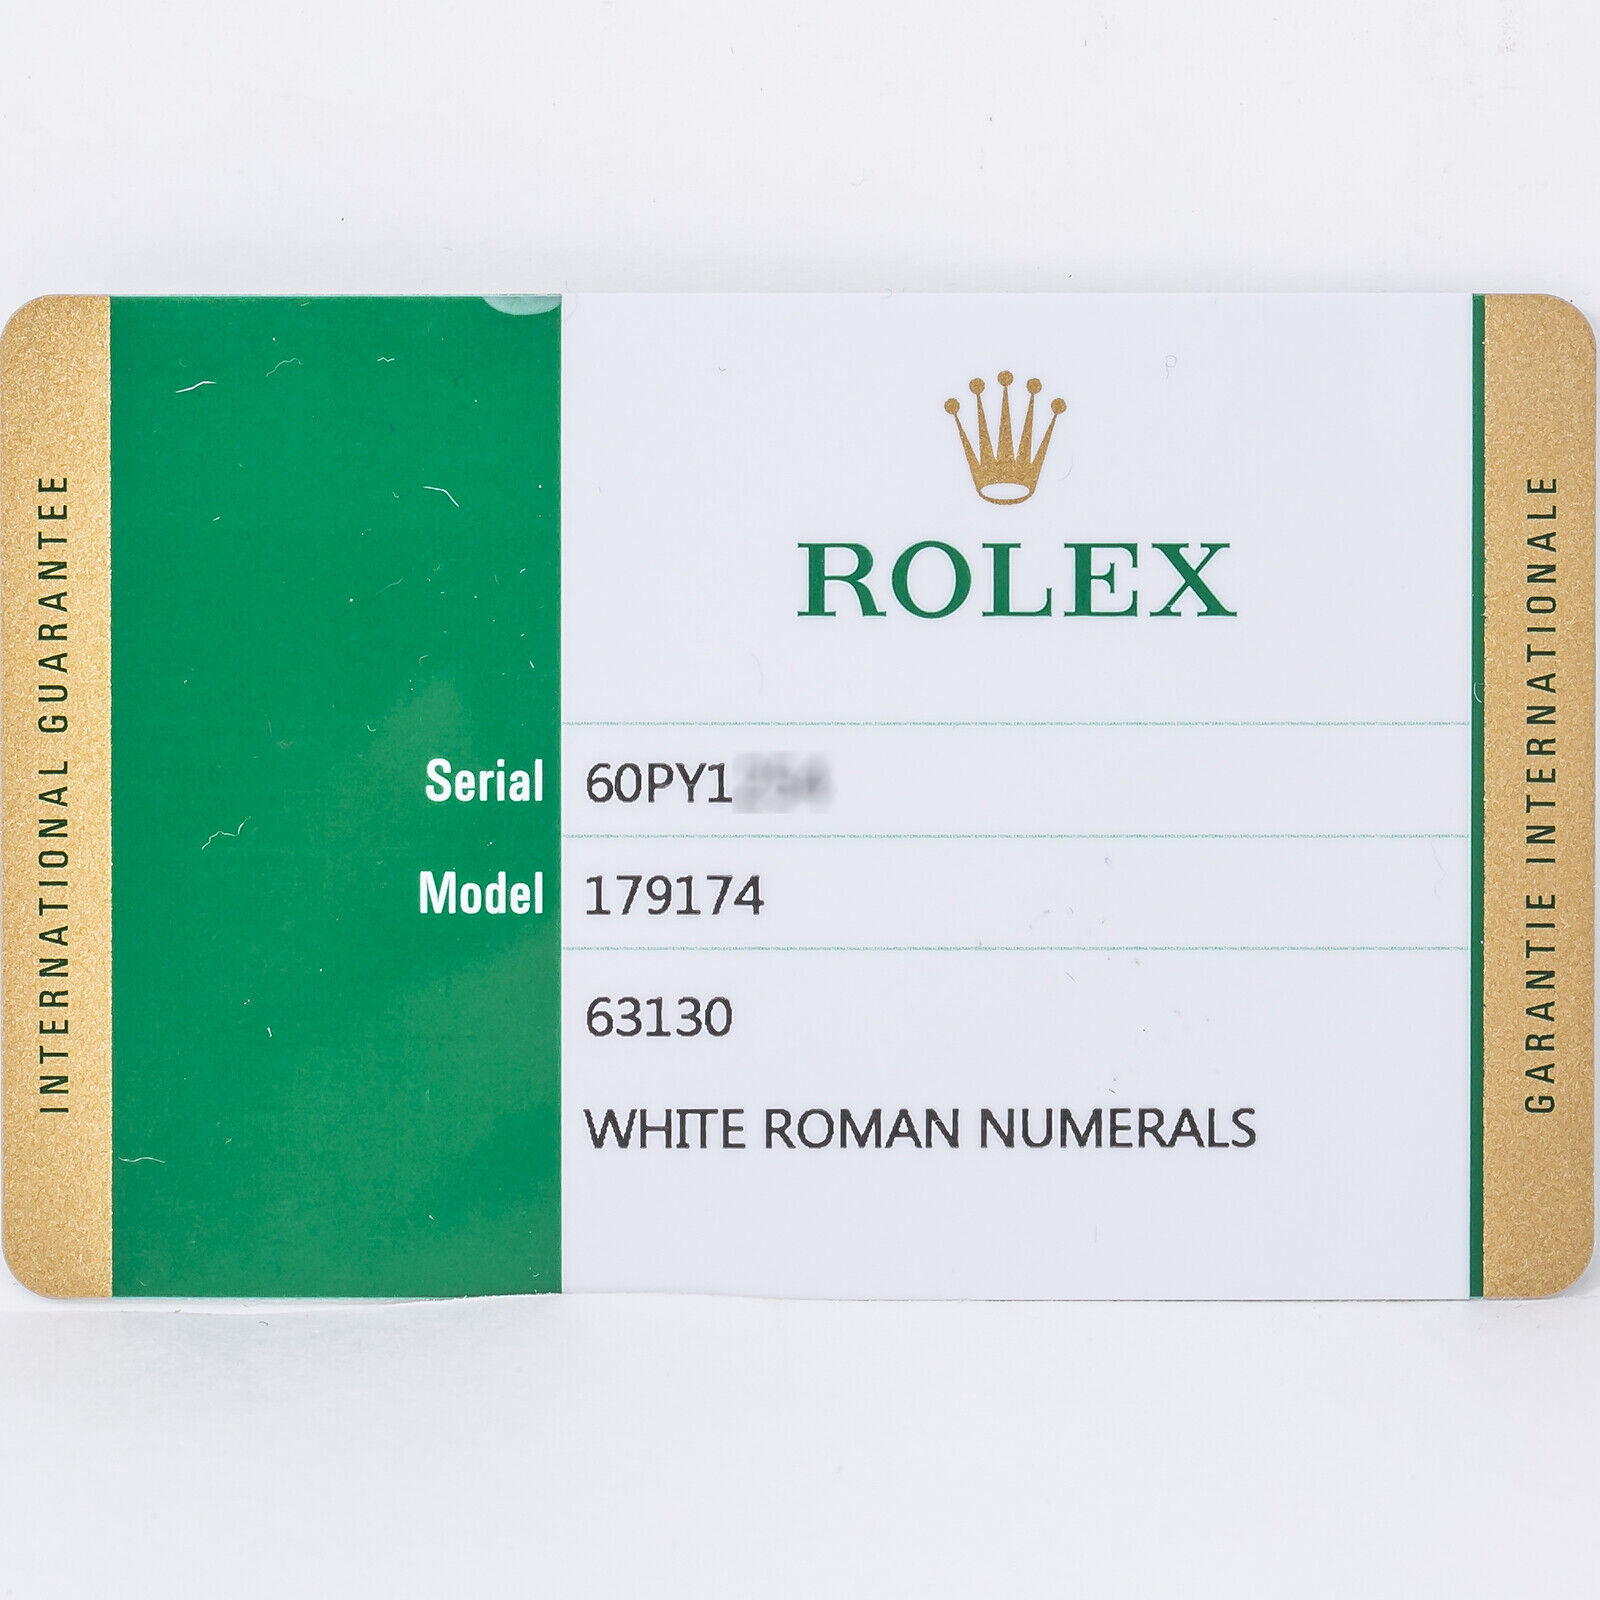 INTERNATIONAL GUARANTEE
ROLEX
Serial 60PY1
Model 179174
63130
WHITE ROMAN NUMERALS
GARANTIE INTERNATIONALE